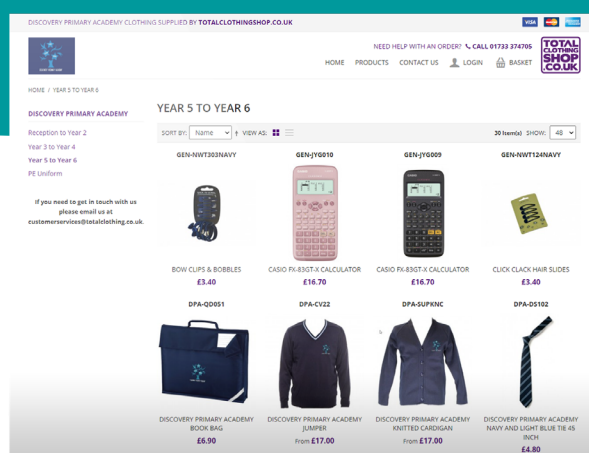 DISCOVERY PRIMARY ACADEMY CLOTHING SUPPLIED BY TOTALCLOTHINGSHOP.CO.UK
VISA
NEED HELP WITH AN ORDER? CALL 01733 374705
HOME PRODUCTS CONTACT US LOGIN BASKET
TOTAL
CLOTHING
SHOP
.CO.UK
HOME / YEAR 5 TO YEAR 6
DISCOVERY PRIMARY ACADEMY
Reception to Year 2
Year 3 to Year 4
Year 5 to Year 6
PE Uniform
If you need to get in touch with us
please email us at
customerservices@totalclothing.co.uk.
YEAR 5 TO YEAR 6
SORT BY: Name VIEW AS: 30 Item(s) SHOW: 48
GEN-NWT303NAVY GEN-JYG010 GEN-JYG009 GEN-NWT124NAVY
BOW CLIPS & BOBBLES CASIO FX-83GT-X CALCULATOR CASIO FX-83GT-X CALCULATOR CLICK CLACK HAIR SLIDES
£3.40 £16.70 £16.70 £3.40
DPA-QD051 DPA-CV22 DPA-SUPKNC DPA-DS102
DISCOVERY PRIMARY ACADEMY DISCOVERY PRIMARY ACADEMY DISCOVERY PRIMARY ACADEMY DISCOVERY PRIMARY ACADEMY
BOOK BAG JUMPER KNITTED CARDIGAN NAVY AND LIGHT BLUE TIE 45
INCH
£6.90 From £17.00 From £17.00 £4.80